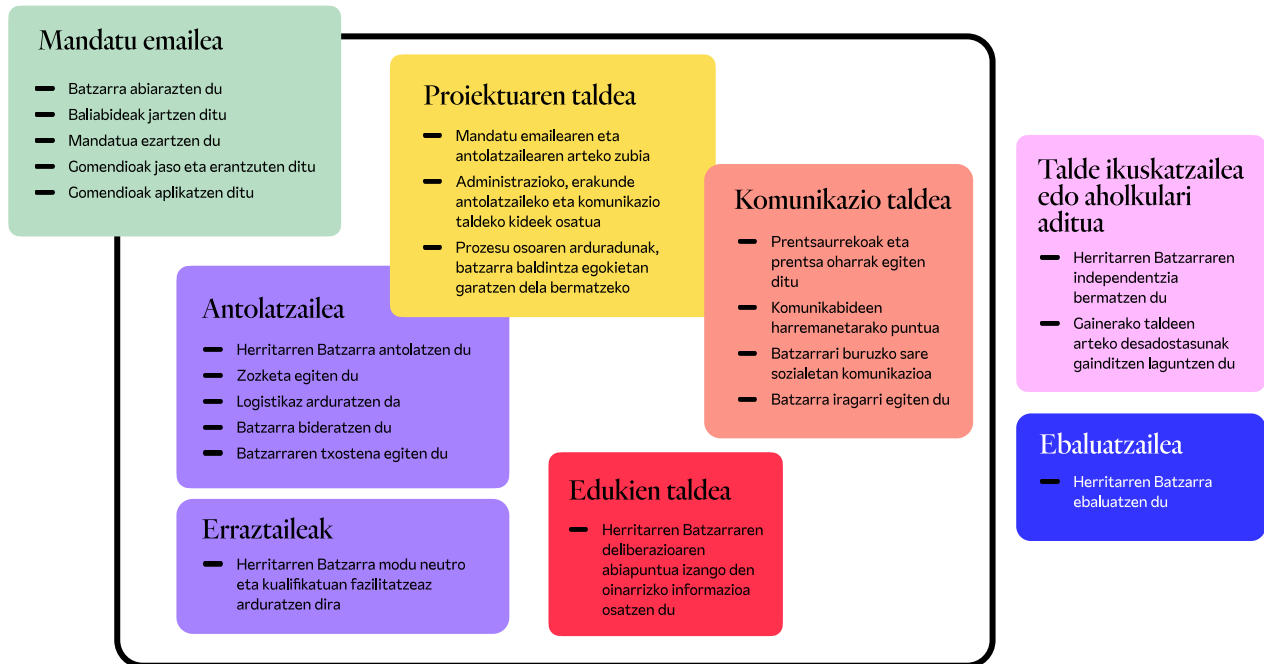 Mandatu emailea
Batzarra abiarazten du
Baliabideak jartzen ditu
Mandatua ezartzen du
Gomendioak jaso eta erantzuten ditu
Gomendioak aplikatzen ditu
Proiektuaren taldea
Mandatu emailearen eta
antolatzailearen arteko zubia
Administrazioko, erakunde
antolatzaileko eta komunikazio
taldeko kideek osatua
Prozesu osoaren arduradunak,
batzarra baldintza egokietan
garatzen dela bermatzeko
Komunikazio taldea
Prentsaurrekoak eta
prentsa oharrak egiten
ditu
Komunikabideen
harremanetarako puntua
Batzarrari buruzko sare
sozialetan komunikazioa
Batzarra iragarri egiten du
Talde ikuskatzailea
edo aholkulari
aditua
Herritarren Batzarraren
independentzia
bermatzen du
Gainerako taldeen
arteko desadostasunak
gainditzen laguntzen du
Antolatzailea
Herritarren Batzarra antolatzen du
Zozketa egiten du
Logistikaz arduratzen da
Batzarra bideratzen du
Batzarraren txostena egiten du
Ebaluatzailea
Herritarren Batzarra
ebaluatzen du
Edukien taldea
Herritarren Batzarraren
deliberazioaren
abiapuntua izango den
oinarrizko informazioa
osatzen du
Erraztaileak
Herritarren Batzarra modu neutro
eta kualifikatuan fazilitatzeaz
arduratzen dira